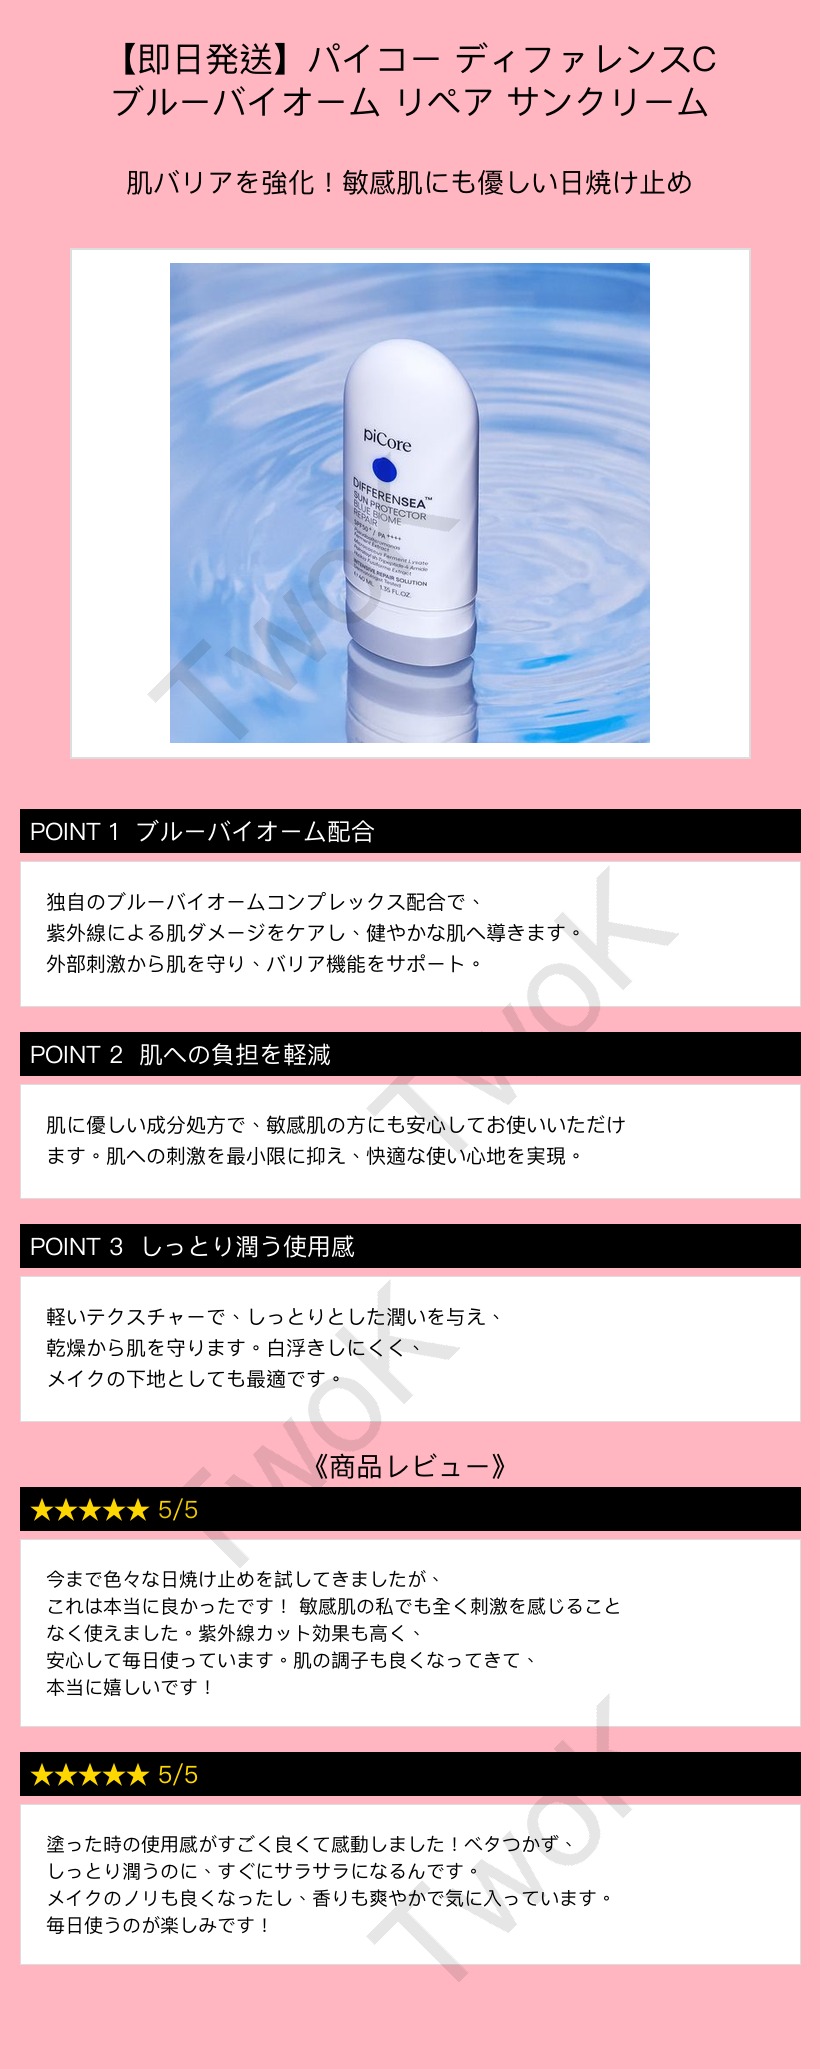 【即日発送】パイコー ディファレンスC
ブルーバイオーム リペア サンクリーム
肌バリアを強化！敏感肌にも優しい日焼け止め
piCore
DIFFERENSEA™
SUN PROTECTOR
BLUE BIOME
REPAIR
SPF50+ / PA ++++
INTENSIVE REPAIR SOLUTION
Dermatologist Tested
40 ML 1.35 FL.OZ.
TwoK
POINT 1 ブルーバイオーム配合
独自のブルーバイオームコンプレックス配合で、
紫外線による肌ダメージをケアし、健やかな肌へ導きます。
外部刺激から肌を守り、バリア機能をサポート。
TwoK
POINT 2 肌への負担を軽減
肌に優しい成分処方で、敏感肌の方にも安心してお使いいただけ
ます。肌への刺激を最小限に抑え、快適な使い心地を実現。
POINT 3 しっとり潤う使用感
軽いテクスチャーで、しっとりとした潤いを与え、
乾燥から肌を守ります。白浮きしにくく、
メイクの下地としても最適です。
TwoK
《商品レビュー》
★★★★★ 5/5
今まで色々な日焼け止めを試してきましたが、
これは本当に良かったです！ 敏感肌の私でも全く刺激を感じること
なく使えました。紫外線カット効果も高く、
安心して毎日使っています。肌の調子も良くなってきて、
本当に嬉しいです！
★★★★★ 5/5
塗った時の使用感がすごく良くて感動しました！ベタつかず、
しっとり潤うのに、すぐにサラサラになるんです。
メイクのノリも良くなったし、香りも爽やかで気に入っています。
毎日使うのが楽しみです！
TwoK